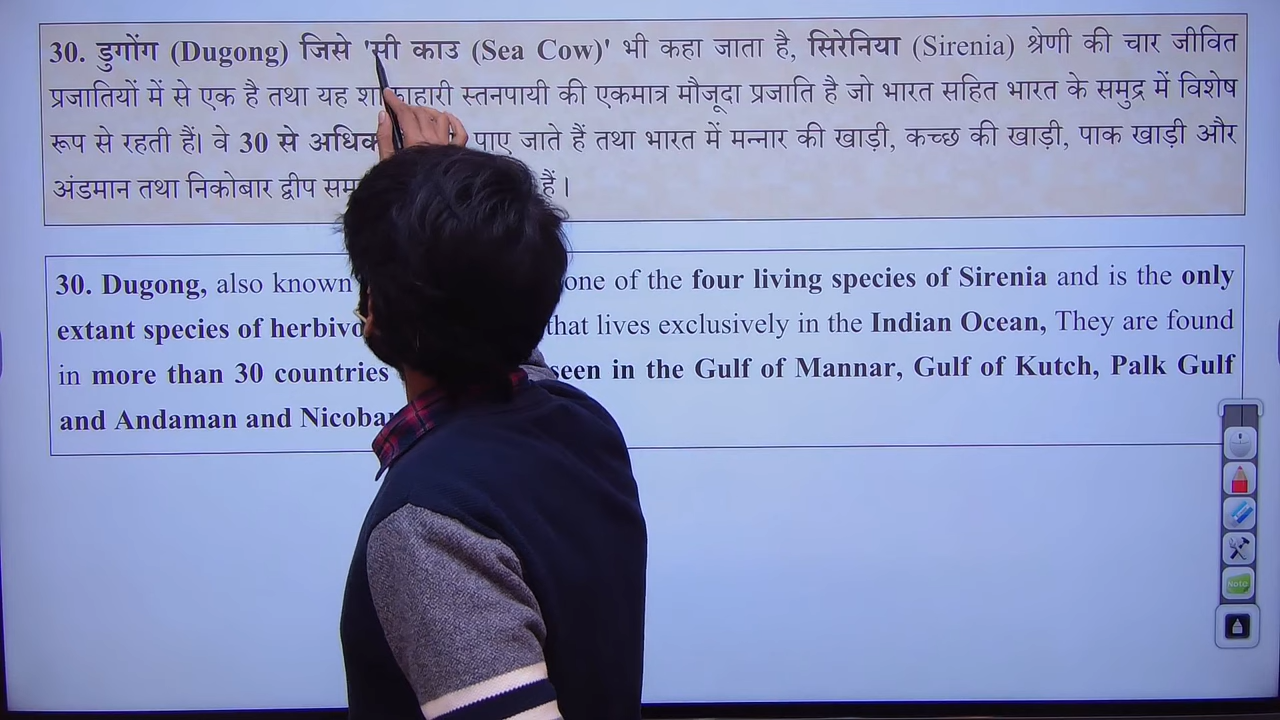 30. डुगोंग (Dugong) जिसे 'सी काउ (Sea Cow)' भी कहा जाता है, सिरेनिया (Sirenia) श्रेणी की चार जीवित
प्रजातियों में से एक है तथा यह स्तनपायी की एकमात्र मौजूदा प्रजाति है जो भारत सहित भारत के समुद्र में विशेष
रूप से रहती हैं। वे 30 से अधिक पाए जाते हैं तथा भारत में मन्नार की खाड़ी, कच्छ की खाड़ी, पाक खाड़ी और
अंडमान तथा निकोबार द्वीप हैं।
30. Dugong, also known one of the four living species of Sirenia and is the only
extant species of that lives exclusively in the Indian Ocean, They are found
in more than 30 countries seen in the Gulf of Mannar, Gulf of Kutch, Palk Gulf
and Andaman and
Note